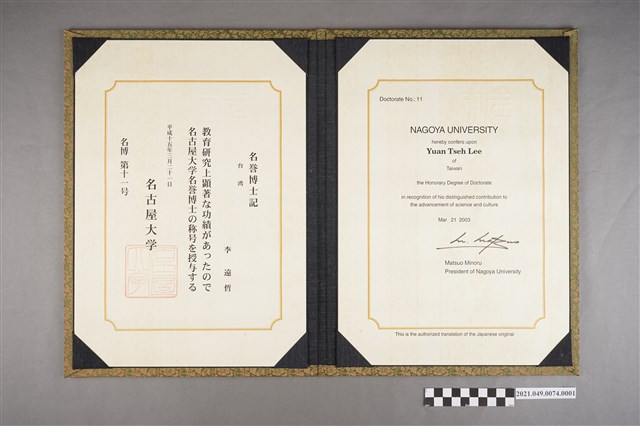 名誉博士記
台湾
李遠哲
教育研究上顕著な功績があったので
名古屋大学名誉博士の称号を授与する
平成十五年三月二十一日
名古屋大学
名博 第十一号
Doctorate No.: 11
NAGOYA UNIVERSITY
hereby confers upon
Yuan Tseh Lee
of
Taiwan
the Honorary Degree of Doctorate
in recognition of his distinguished contribution to
the advancement of science and culture
Mar 21 2003
Matsuo Minoru
President of Nagoya University
This is the authorized translation of the Japanese original
2021.049.0074.0001